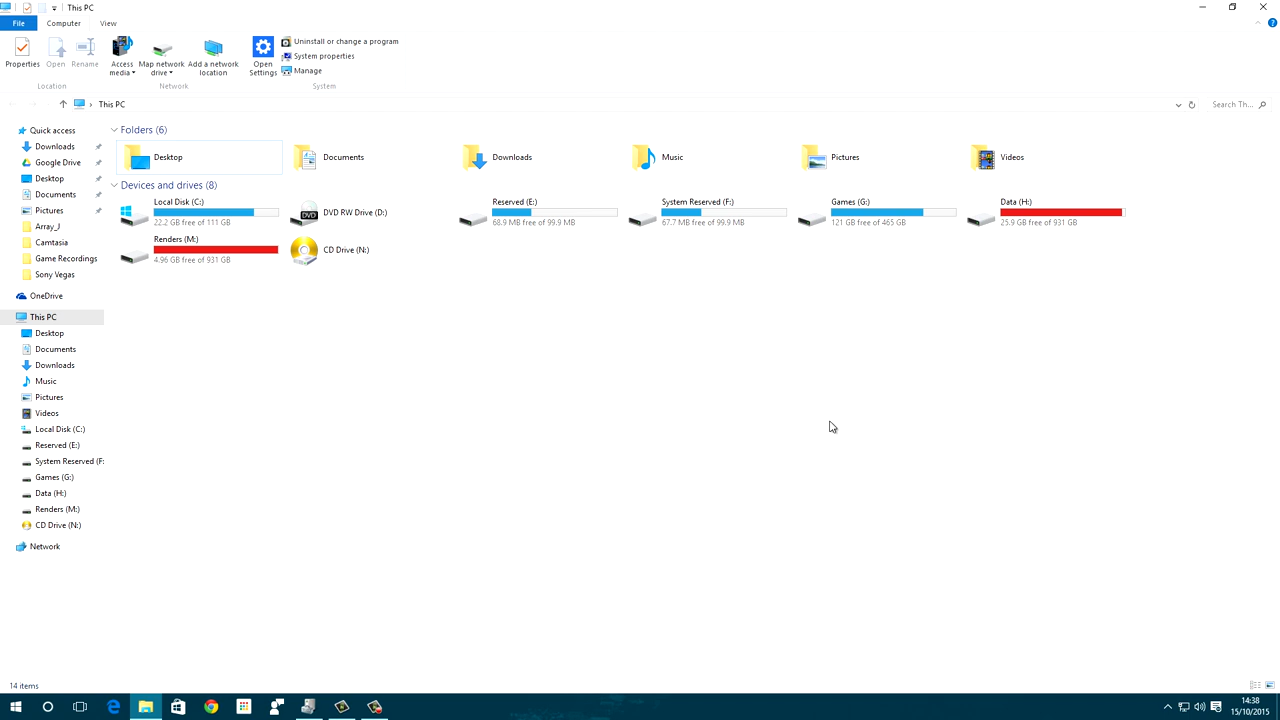 This PC
File
Computer
View
Properties
Open
Rename
Access media
Map network drive
Add a network location
Open Settings
Uninstall or change a program
System properties
Manage
Location
Network
System
This PC
Search Th...
Quick access
Downloads
Google Drive
Desktop
Documents
Pictures
Array_J
Camtasia
Game Recordings
Sony Vegas
OneDrive
This PC
Desktop
Documents
Downloads
Music
Pictures
Videos
Local Disk (C:)
Reserved (E:)
System Reserved (F:
Games (G:)
Data (H:)
Renders (M:)
CD Drive (N:)
Network
Folders (6)
Desktop
Documents
Downloads
Music
Pictures
Videos
Devices and drives (8)
Local Disk (C:)
22.2 GB free of 111 GB
DVD RW Drive (D:)
Reserved (E:)
68.9 MB free of 99.9 MB
System Reserved (F:)
67.7 MB free of 99.9 MB
Games (G:)
121 GB free of 465 GB
Data (H:)
25.9 GB free of 931 GB
Renders (M:)
4.96 GB free of 931 GB
CD Drive (N:)
14 items
14:38
15/10/2015